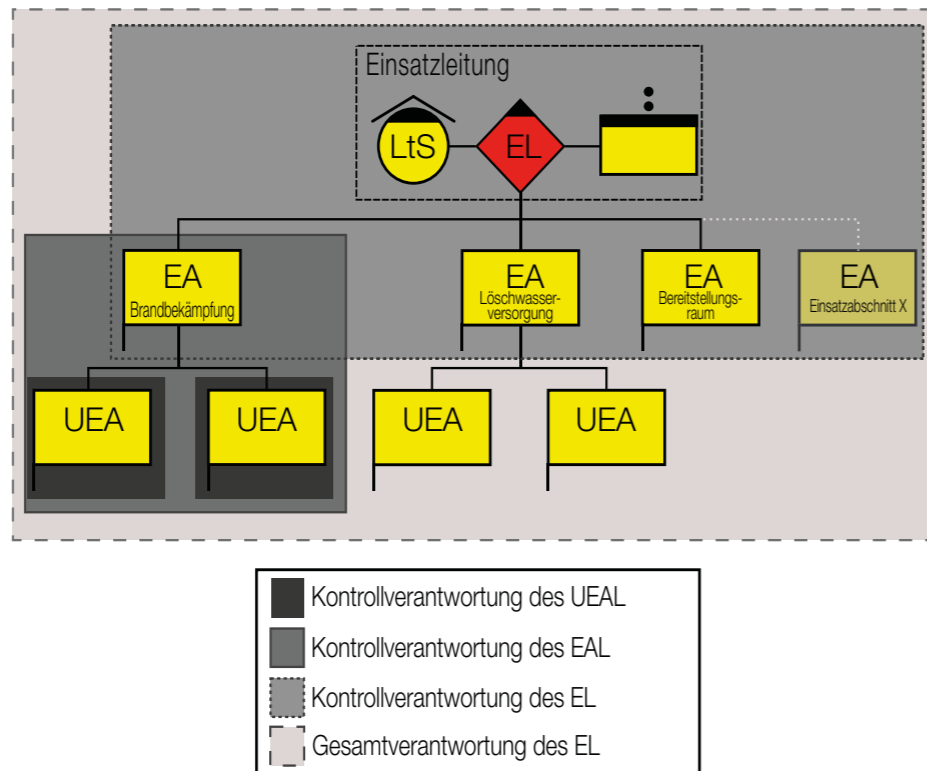 Einsatzleitung
LtS
EL
EA
Brandbekämpfung
EA
Löschwasser-
versorgung
EA
Bereitstellungs-
raum
EA
Einsatzabschnitt X
UEA
UEA
UEA
UEA
Kontrollverantwortung des UEAL
Kontrollverantwortung des EAL
Kontrollverantwortung des EL
Gesamtverantwortung des EL